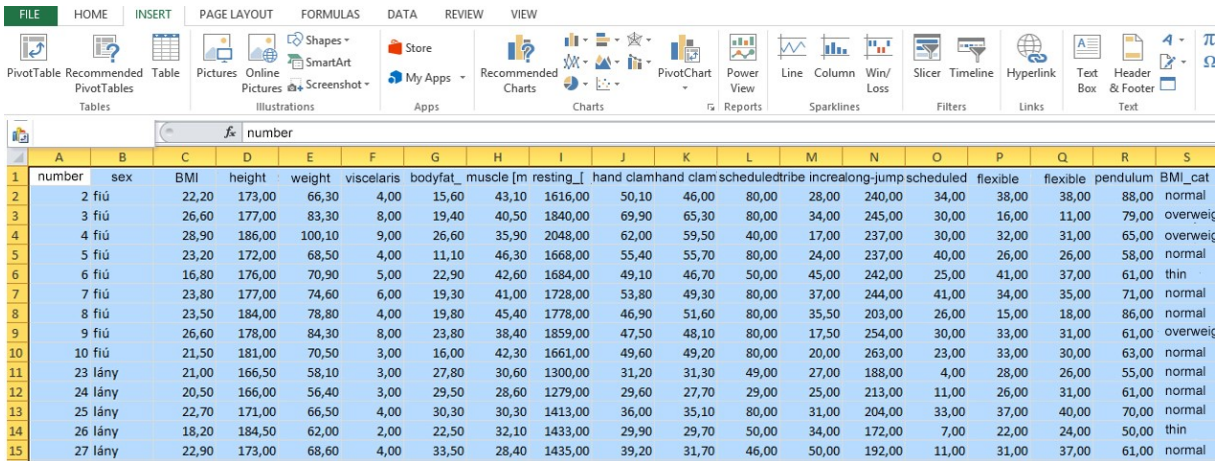 FILE HOME INSERT PAGE LAYOUT FORMULAS DATA REVIEW VIEW
PivotTable Recommended PivotTables Table
Tables
Pictures Online Pictures Shapes SmartArt Screenshot
Illustrations
Store My Apps
Apps
Recommended Charts PivotChart
Charts
Power View
Reports
Line Column Win/Loss
Sparklines
Slicer Timeline
Filters
Hyperlink
Links
Text Box Header & Footer
Text
π
Ω
fx number
A B C D E F G H I J K L M N O P Q R S
1 number sex BMI height weight viscelaris bodyfat_ muscle [m resting_[ hand clam hand clam scheduled tribe increa long-jump scheduled flexible flexible pendulum BMI_cat
2 2 fiú 22,20 173,00 66,30 4,00 15,60 43,10 1616,00 50,10 46,00 80,00 28,00 240,00 34,00 38,00 38,00 88,00 normal
3 3 fiú 26,60 177,00 83,30 8,00 19,40 40,50 1840,00 69,90 65,30 80,00 34,00 245,00 30,00 16,00 11,00 79,00 overweig
4 4 fiú 28,90 186,00 100,10 9,00 26,60 35,90 2048,00 62,00 59,50 40,00 17,00 237,00 30,00 32,00 31,00 65,00 overweig
5 5 fiú 23,20 172,00 68,50 4,00 11,10 46,30 1668,00 55,40 55,70 80,00 24,00 237,00 40,00 26,00 26,00 58,00 normal
6 6 fiú 16,80 176,00 70,90 5,00 22,90 42,60 1684,00 49,10 46,70 50,00 45,00 242,00 25,00 41,00 37,00 61,00 thin
7 7 fiú 23,80 177,00 74,60 6,00 19,30 41,00 1728,00 53,80 49,30 80,00 37,00 244,00 41,00 34,00 35,00 71,00 normal
8 8 fiú 23,50 184,00 78,80 4,00 19,80 45,40 1778,00 46,90 51,60 80,00 35,50 203,00 26,00 15,00 18,00 86,00 normal
9 9 fiú 26,60 178,00 84,30 8,00 23,80 38,40 1859,00 47,50 48,10 80,00 17,50 254,00 30,00 33,00 31,00 61,00 overweig
10 10 fiú 21,50 181,00 70,50 3,00 16,00 42,30 1661,00 49,60 49,20 80,00 20,00 263,00 23,00 33,00 30,00 63,00 normal
11 23 lány 21,00 166,50 58,10 3,00 27,80 30,60 1300,00 31,20 31,30 49,00 27,00 188,00 4,00 28,00 26,00 55,00 normal
12 24 lány 20,50 166,00 56,40 3,00 29,50 28,60 1279,00 29,60 27,70 29,00 25,00 213,00 11,00 26,00 31,00 61,00 normal
13 25 lány 22,70 171,00 66,50 4,00 30,30 30,30 1413,00 36,00 35,10 80,00 31,00 204,00 33,00 37,00 40,00 70,00 normal
14 26 lány 18,20 184,50 62,00 2,00 22,50 32,10 1433,00 29,90 29,70 50,00 34,00 172,00 7,00 22,00 24,00 50,00 thin
15 27 lány 22,90 173,00 68,60 4,00 33,50 28,40 1435,00 39,20 31,70 46,00 50,00 192,00 11,00 31,00 37,00 61,00 normal